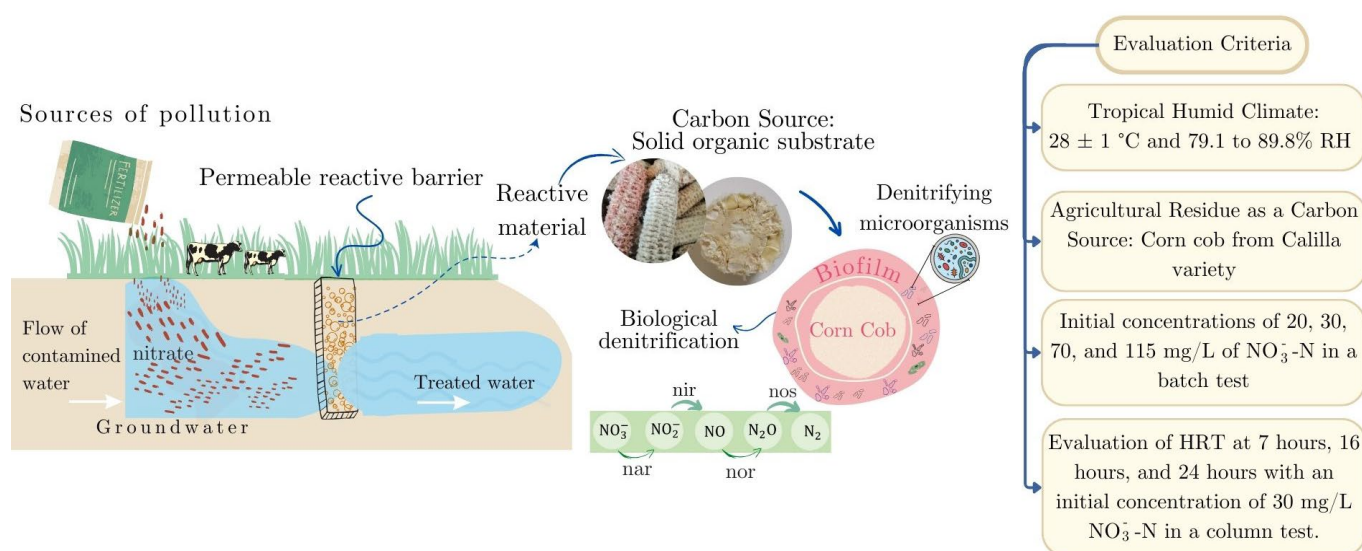 Sources of pollution
FERTILIZER
Permeable reactive barrier
Flow of
contaminated
water
nitrate
Groundwater
Treated water
Reactive
material
Carbon Source:
Solid organic substrate
Denitrifying
microorganisms
Biofilm
Corn Cob
Biological
denitrification
nir
nos
NO₃⁻
NO₂⁻
NO
N₂O
N₂
nar
nor
Evaluation Criteria
Tropical Humid Climate:
28 ± 1 °C and 79.1 to 89.8% RH
Agricultural Residue as a Carbon
Source: Corn cob from Calilla
variety
Initial concentrations of 20, 30,
70, and 115 mg/L of NO₃⁻-N in a
batch test
Evaluation of HRT at 7 hours, 16
hours, and 24 hours with an
initial concentration of 30 mg/L
NO₃⁻-N in a column test.